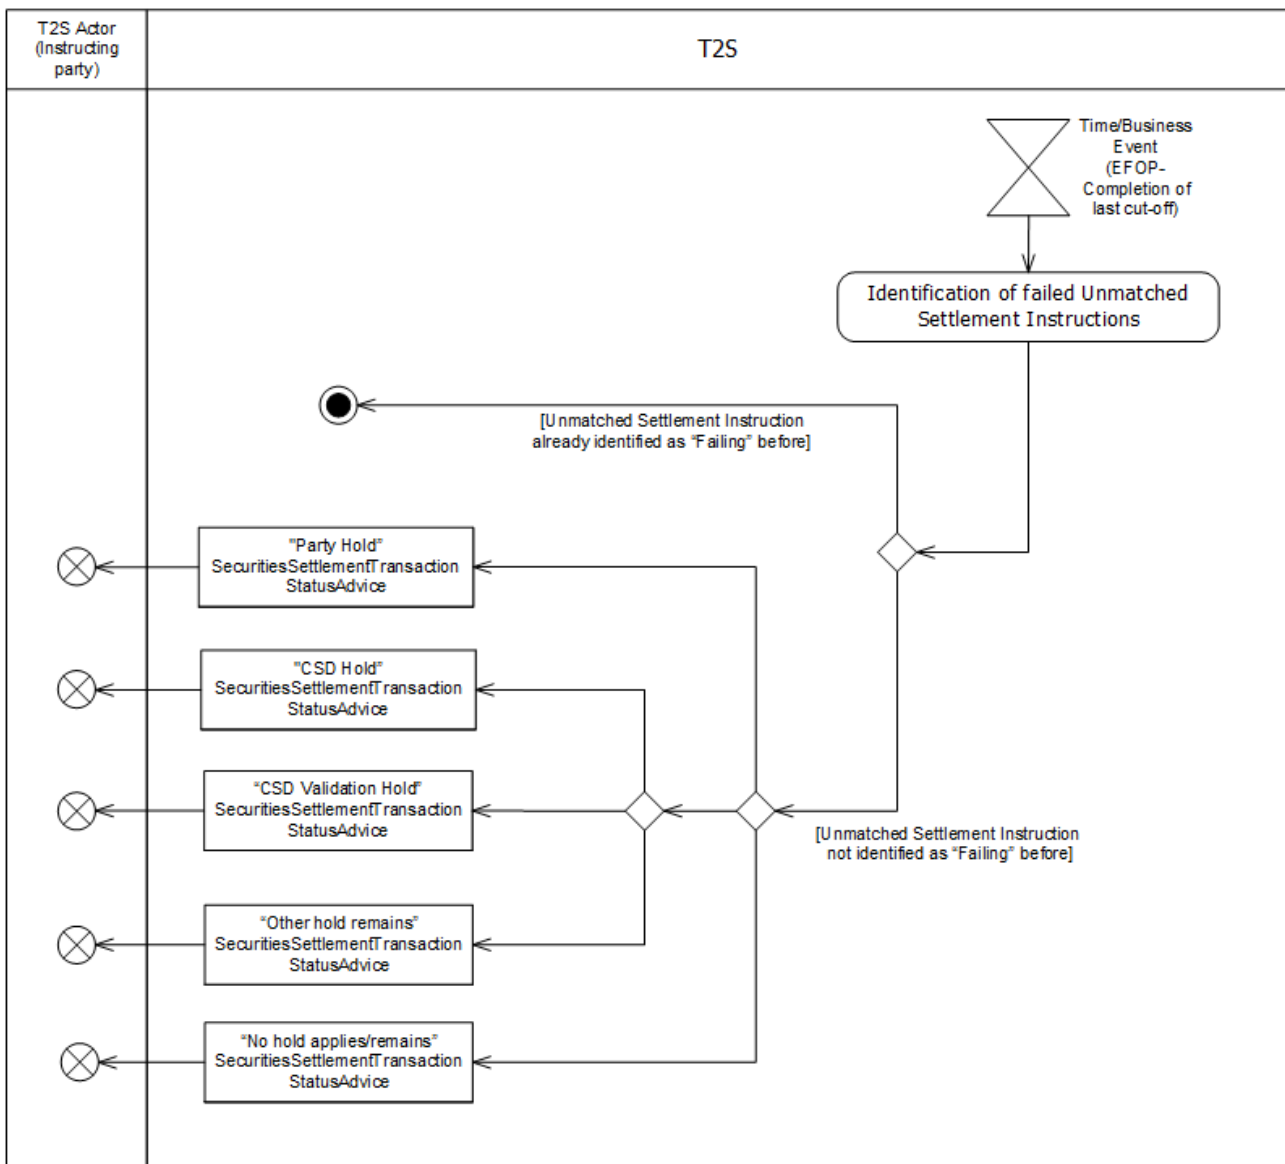 T2S Actor
(Instructing
party)
T2S
Time/Business
Event
(EFOP-
Completion of
last cut-off)
Identification of failed Unmatched
Settlement Instructions
[Unmatched Settlement Instruction
already identified as “Failing” before]
"Party Hold”
SecuritiesSettlementTransaction
StatusAdvice
"CSD Hold”
SecuritiesSettlementTransaction
StatusAdvice
“CSD Validation Hold”
SecuritiesSettlementTransaction
StatusAdvice
[Unmatched Settlement Instruction
not identified as “Failing” before]
“Other hold remains”
SecuritiesSettlementTransaction
StatusAdvice
“No hold applies/remains”
SecuritiesSettlementTransaction
StatusAdvice